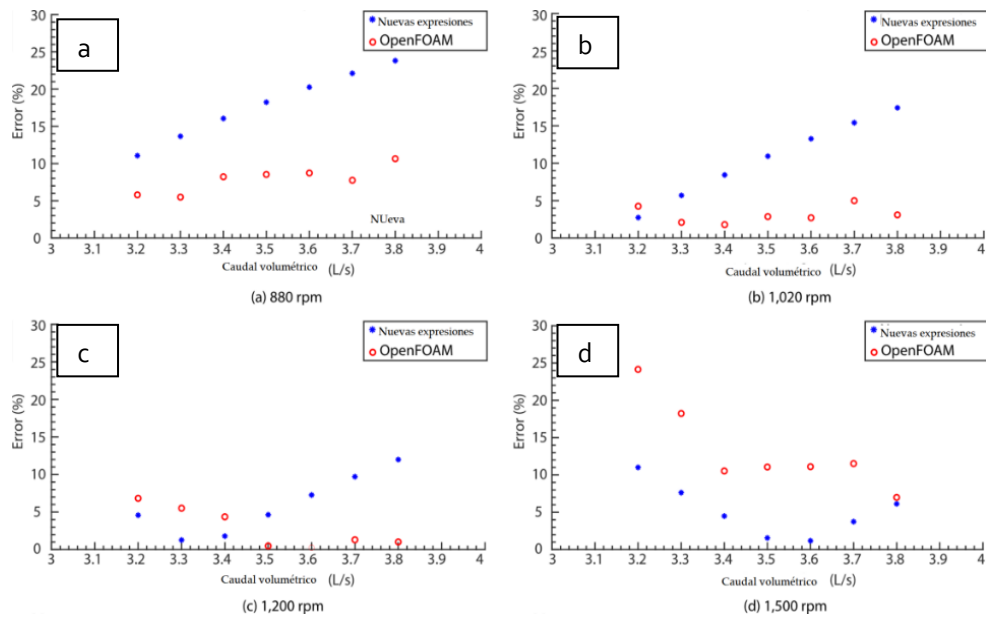 30
25
20
15
10
5
0
Error (%)
a
Nuevas expresiones
OpenFOAM
NUeva
3 3.1 3.2 3.3 3.4 3.5 3.6 3.7 3.8 3.9 4
Caudal volumétrico (L/s)
(a) 880 rpm
30
25
20
15
10
5
0
Error (%)
b
Nuevas expresiones
OpenFOAM
3 3.1 3.2 3.3 3.4 3.5 3.6 3.7 3.8 3.9 4
Caudal volumétrico (L/s)
(b) 1,020 rpm
30
25
20
15
10
5
0
Error (%)
c
Nuevas expresiones
OpenFOAM
3 3.1 3.2 3.3 3.4 3.5 3.6 3.7 3.8 3.9 4
Caudal volumétrico (L/s)
(c) 1,200 rpm
30
25
20
15
10
5
0
Error (%)
d
Nuevas expresiones
OpenFOAM
3 3.1 3.2 3.3 3.4 3.5 3.6 3.7 3.8 3.9 4
Caudal volumétrico (L/s)
(d) 1,500 rpm